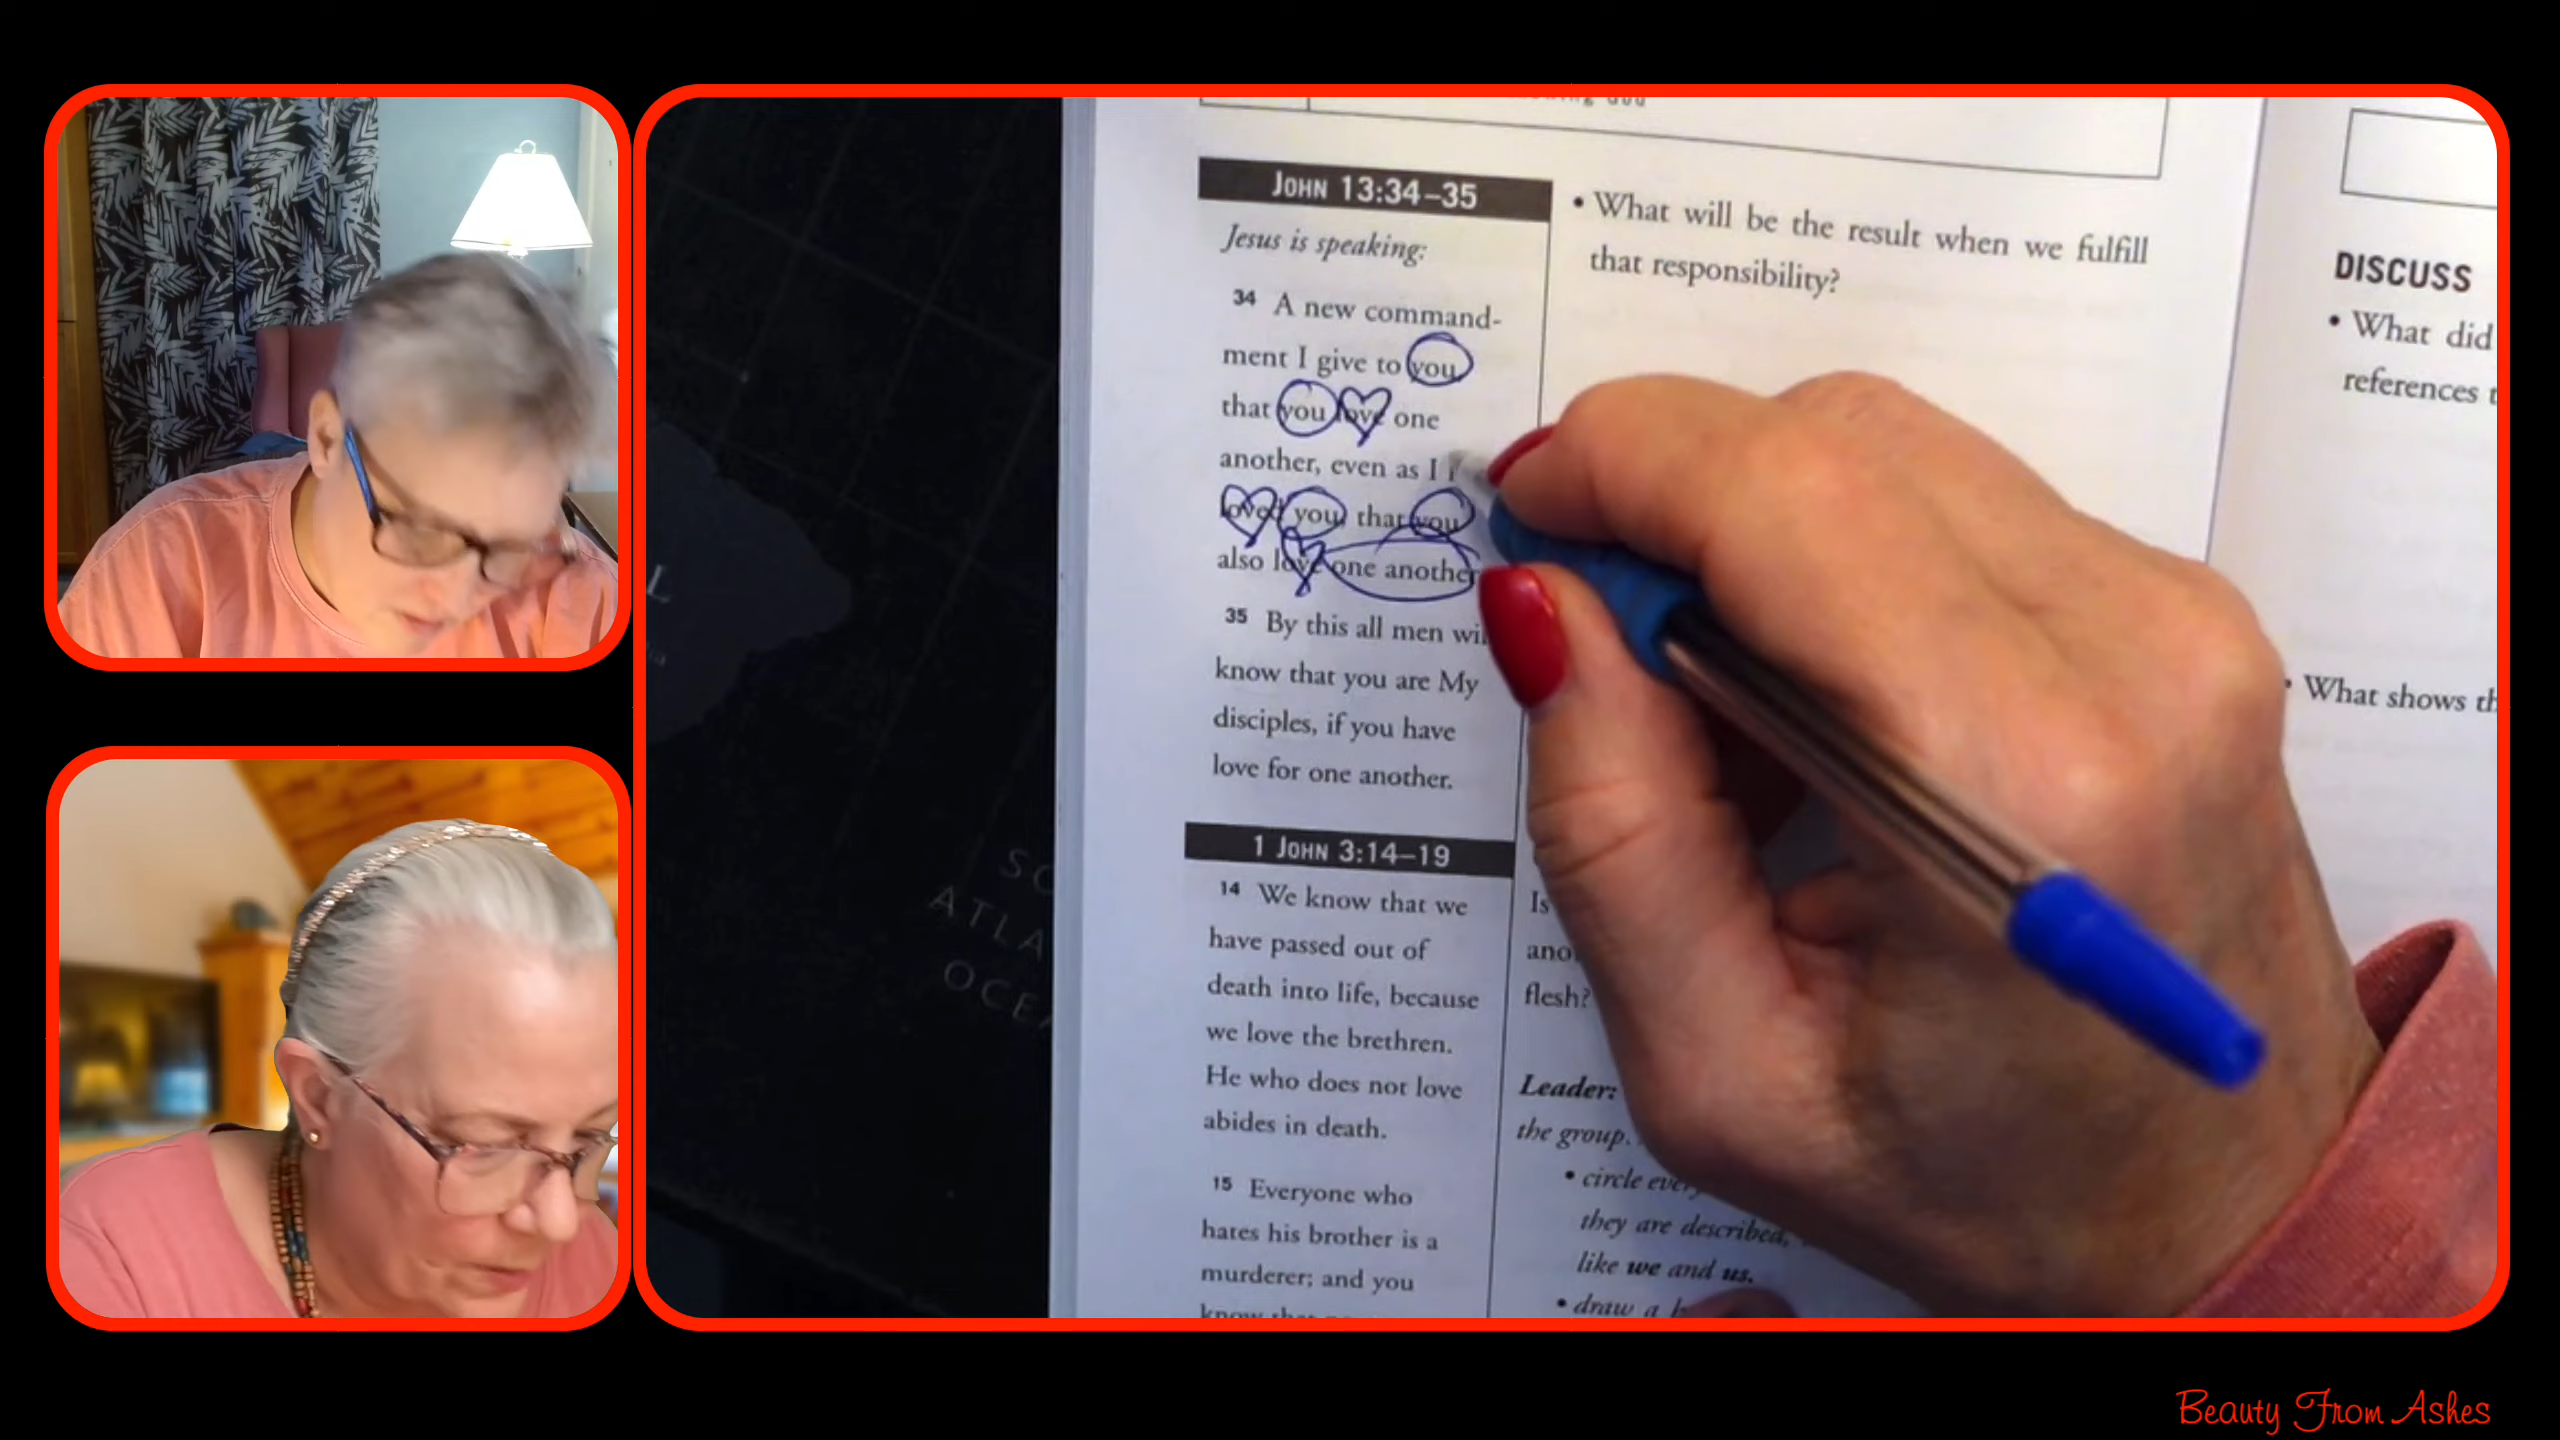 JOHN 13:34–35
Jesus is speaking:
34 A new command-
ment I give to you,
that you love one
another, even as I
loved you, that you
also love one another
35 By this all men
know that you are My
disciples, if you have
love for one another.
1 JOHN 3:14–19
14 We know that we
have passed out of
death into life, because
we love the brethren.
He who does not love
abides in death.
15 Everyone who
hates his brother is a
murderer; and you
know that
• What will be the result when we fulfill
that responsibility?
Is
flesh?
Leader:
the group.
• circle
they are described,
like we and us.
• draw a
DISCUSS
• What did
references
• What shows
L
ATLA
Beauty From Ashes